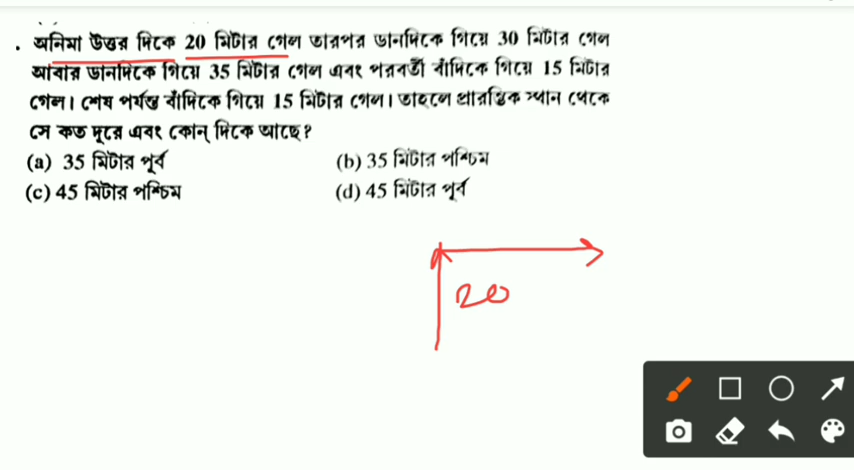 . অনিমা উত্তর দিকে 20 মিটার গেল তারপর ডানদিকে গিয়ে 30 মিটার গেল
আবার ডানদিকে গিয়ে 35 মিটার গেল এবং পরবর্তী বাঁদিকে গিয়ে 15 মিটার
গেল। শেষ পর্যন্ত বাঁদিকে গিয়ে 15 মিটার গেল। তাহলে প্রারম্ভিক স্থান থেকে
সে কত দূরে এবং কোন্ দিকে আছে?
(a) 35 মিটার পূর্ব (b) 35 মিটার পশ্চিম
(c) 45 মিটার পশ্চিম (d) 45 মিটার পূর্ব
20